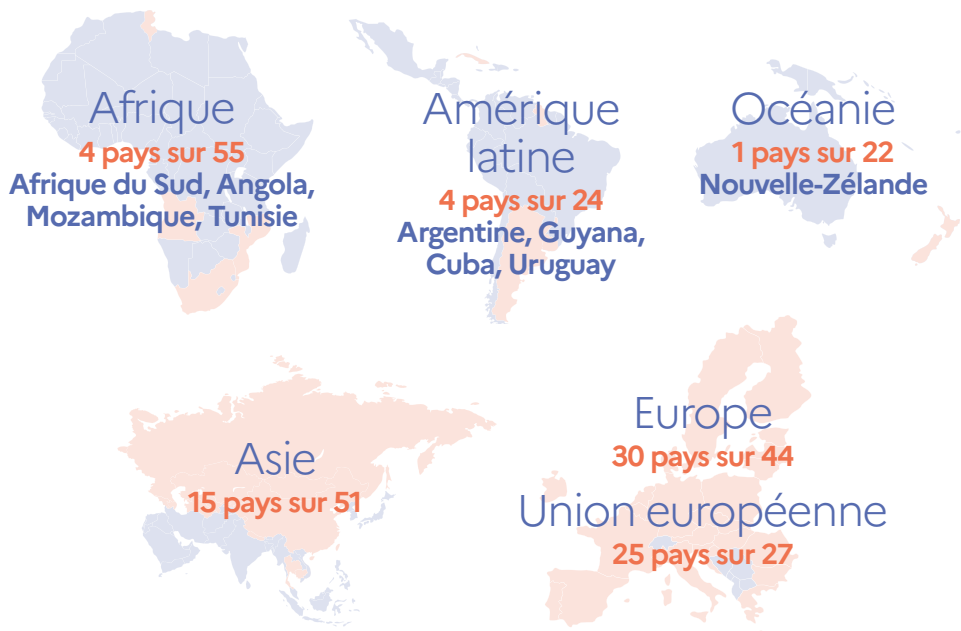 Afrique
4 pays sur 55
Afrique du Sud, Angola,
Mozambique, Tunisie
Amérique
latine
4 pays sur 24
Argentine, Guyana,
Cuba, Uruguay
Océanie
1 pays sur 22
Nouvelle-Zélande
Asie
15 pays sur 51
Europe
30 pays sur 44
Union européenne
25 pays sur 27